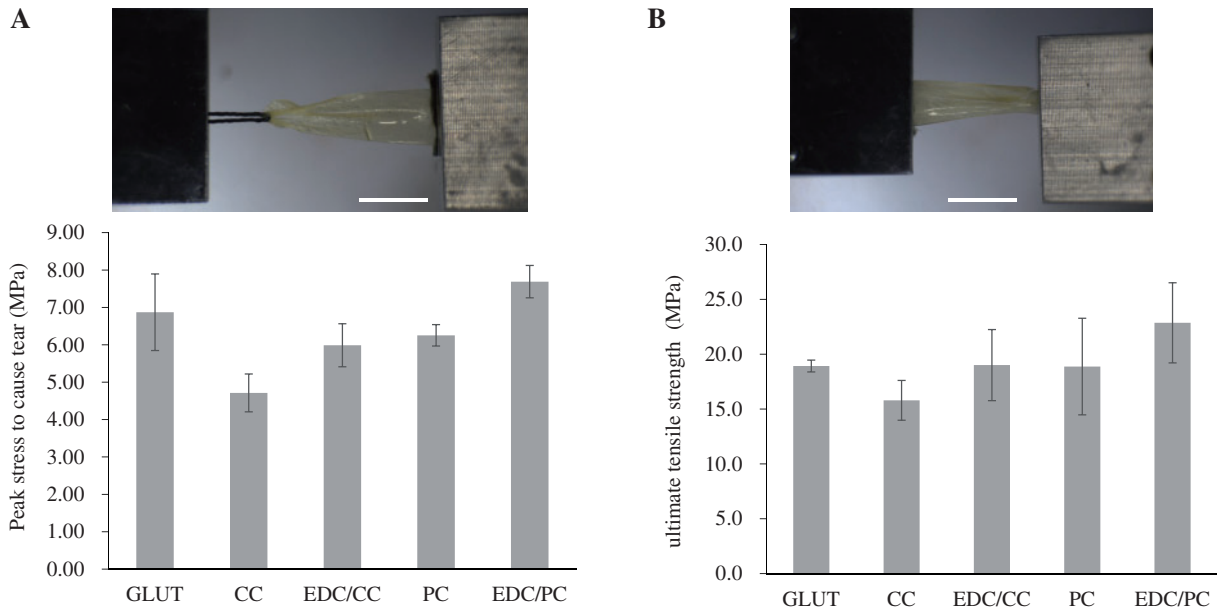 A
B
Peak stress to cause tear (MPa)
9.00
8.00
7.00
6.00
5.00
4.00
3.00
2.00
1.00
0.00
GLUT CC EDC/CC PC EDC/PC
ultimate tensile strength (MPa)
30.0
25.0
20.0
15.0
10.0
5.0
0.0
GLUT CC EDC/CC PC EDC/PC